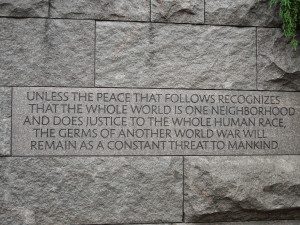 UNLESS THE PEACE THAT FOLLOWS RECOGNIZES
THAT THE WHOLE WORLD IS ONE NEIGHBORHOOD
AND DOES JUSTICE TO THE WHOLE HUMAN RACE,
THE GERMS OF ANOTHER WORLD WAR WILL
REMAIN AS A CONSTANT THREAT TO MANKIND.